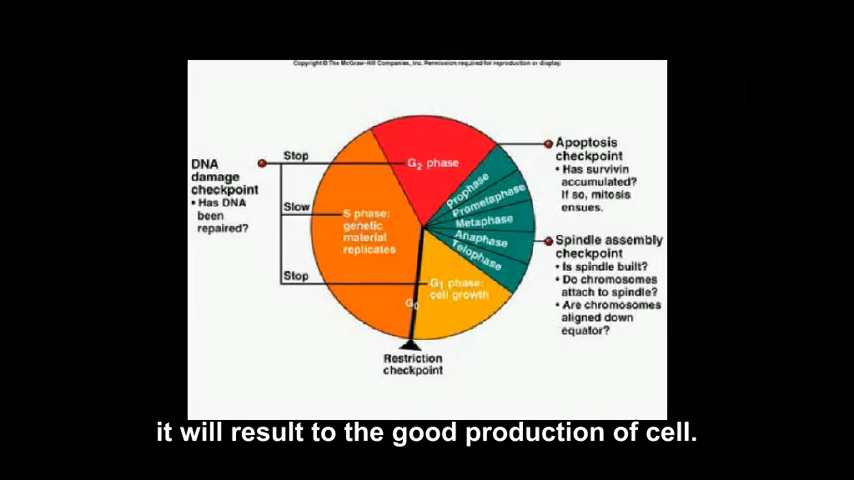 Copyright © The McGraw-Hill Companies, Inc. Permission required for reproduction or display.
DNA
damage
checkpoint
• Has DNA
been
repaired?
Stop
Slow
Stop
G2 phase
S phase:
genetic
material
replicates
G1 phase:
cell growth
G0
Prophase
Prometaphase
Metaphase
Anaphase
Telophase
Apoptosis
checkpoint
• Has survivin
accumulated?
If so, mitosis
ensues.
Spindle assembly
checkpoint
• Is spindle built?
• Do chromosomes
attach to spindle?
• Are chromosomes
aligned down
equator?
Restriction
checkpoint
it will result to the good production of cell.